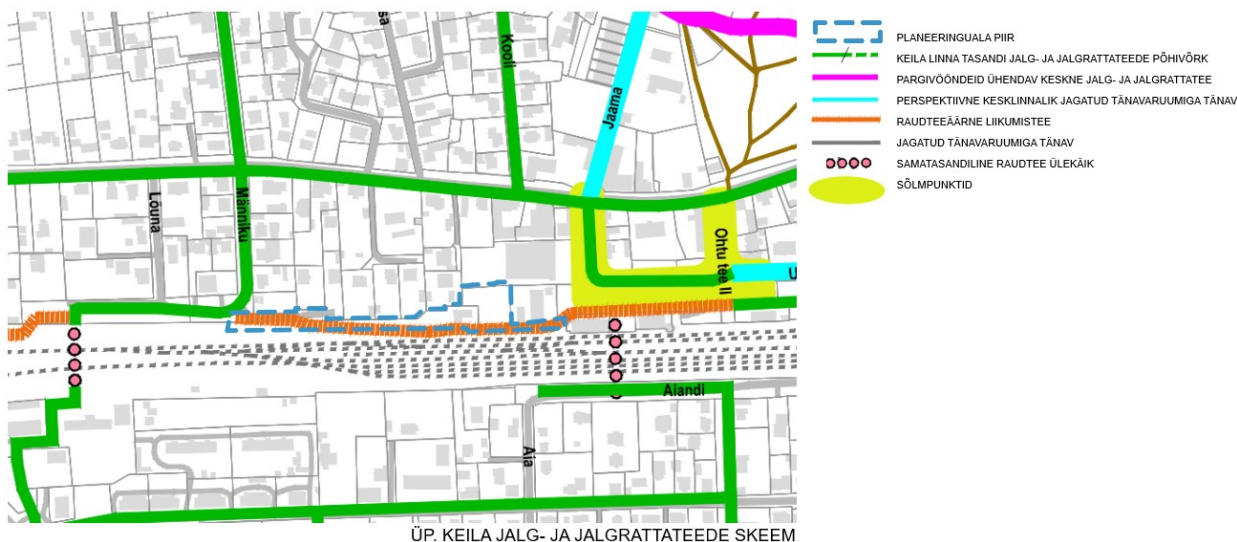 sa
Kooli
Jaama
Lõuna
Männiku
Ohtu tee II
U
Aiandi
Aia
PLANEERINGUALA PIIR
KEILA LINNA TASANDI JALG- JA JALGRATTATEEDE PÕHIVÕRK
PARGIVÖÖNDEID ÜHENDAV KESKNE JALG- JA JALGRATTATEE
PERSPEKTIIVNE KESKLINNALIK JAGATUD TÄNAVARUUMIGA TÄNAV
RAUDTEEÄÄRNE LIIKUMISTEE
JAGATUD TÄNAVARUUMIGA TÄNAV
SAMATASANDILINE RAUDTEE ÜLEKÄIK
SÕLMPUNKTID
ÜP. KEILA JALG- JA JALGRATTATEEDE SKEEM